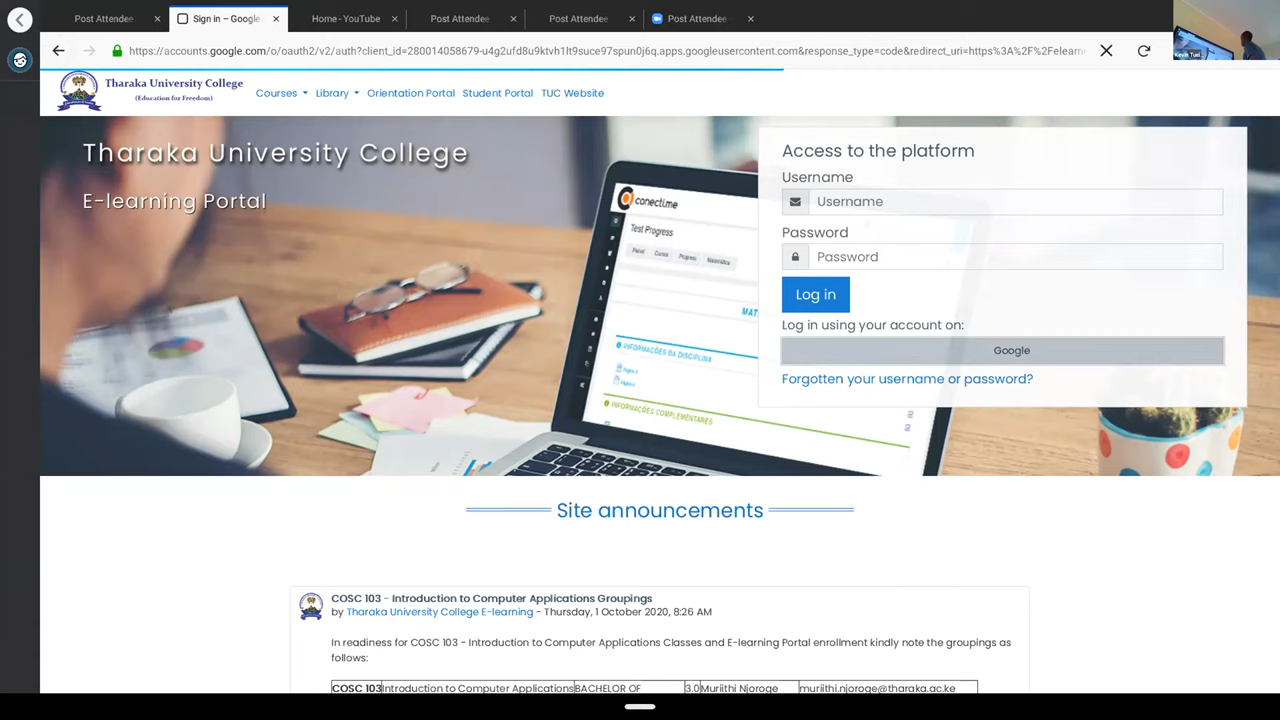 Post Attendee
Sign in – Google
Home - YouTube
Post Attendee
Post Attendee
Post Attendee
https://accounts.google.com/o/oauth2/v2/auth?client_id=280014058679-u4g2ufd8u9ktvh1lt9suce97spun0j6q.apps.googleusercontent.com&response_type=code&redirect_uri=https%3A%2F%2Felearn
Tharaka University College
(Education for Freedom)
Courses
Library
Orientation Portal
Student Portal
TUC Website
Tharaka University College
E-learning Portal
conectime
Test Progress
INFORMAÇÕES DA DISCIPLINA
INFORMAÇÕES COMPLEMENTARES
Access to the platform
Username
Username
Password
Password
Log in
Log in using your account on:
Google
Forgotten your username or password?
Site announcements
COSC 103 - Introduction to Computer Applications Groupings
by Tharaka University College E-learning - Thursday, 1 October 2020, 8:26 AM
In readiness for COSC 103 - Introduction to Computer Applications Classes and E-learning Portal enrollment kindly note the groupings as
follows:
COSC 103 Introduction to Computer Applications BACHELOR OF 3.0 Muriithi Njoroge muriithi.njoroge@tharaka.ac.ke